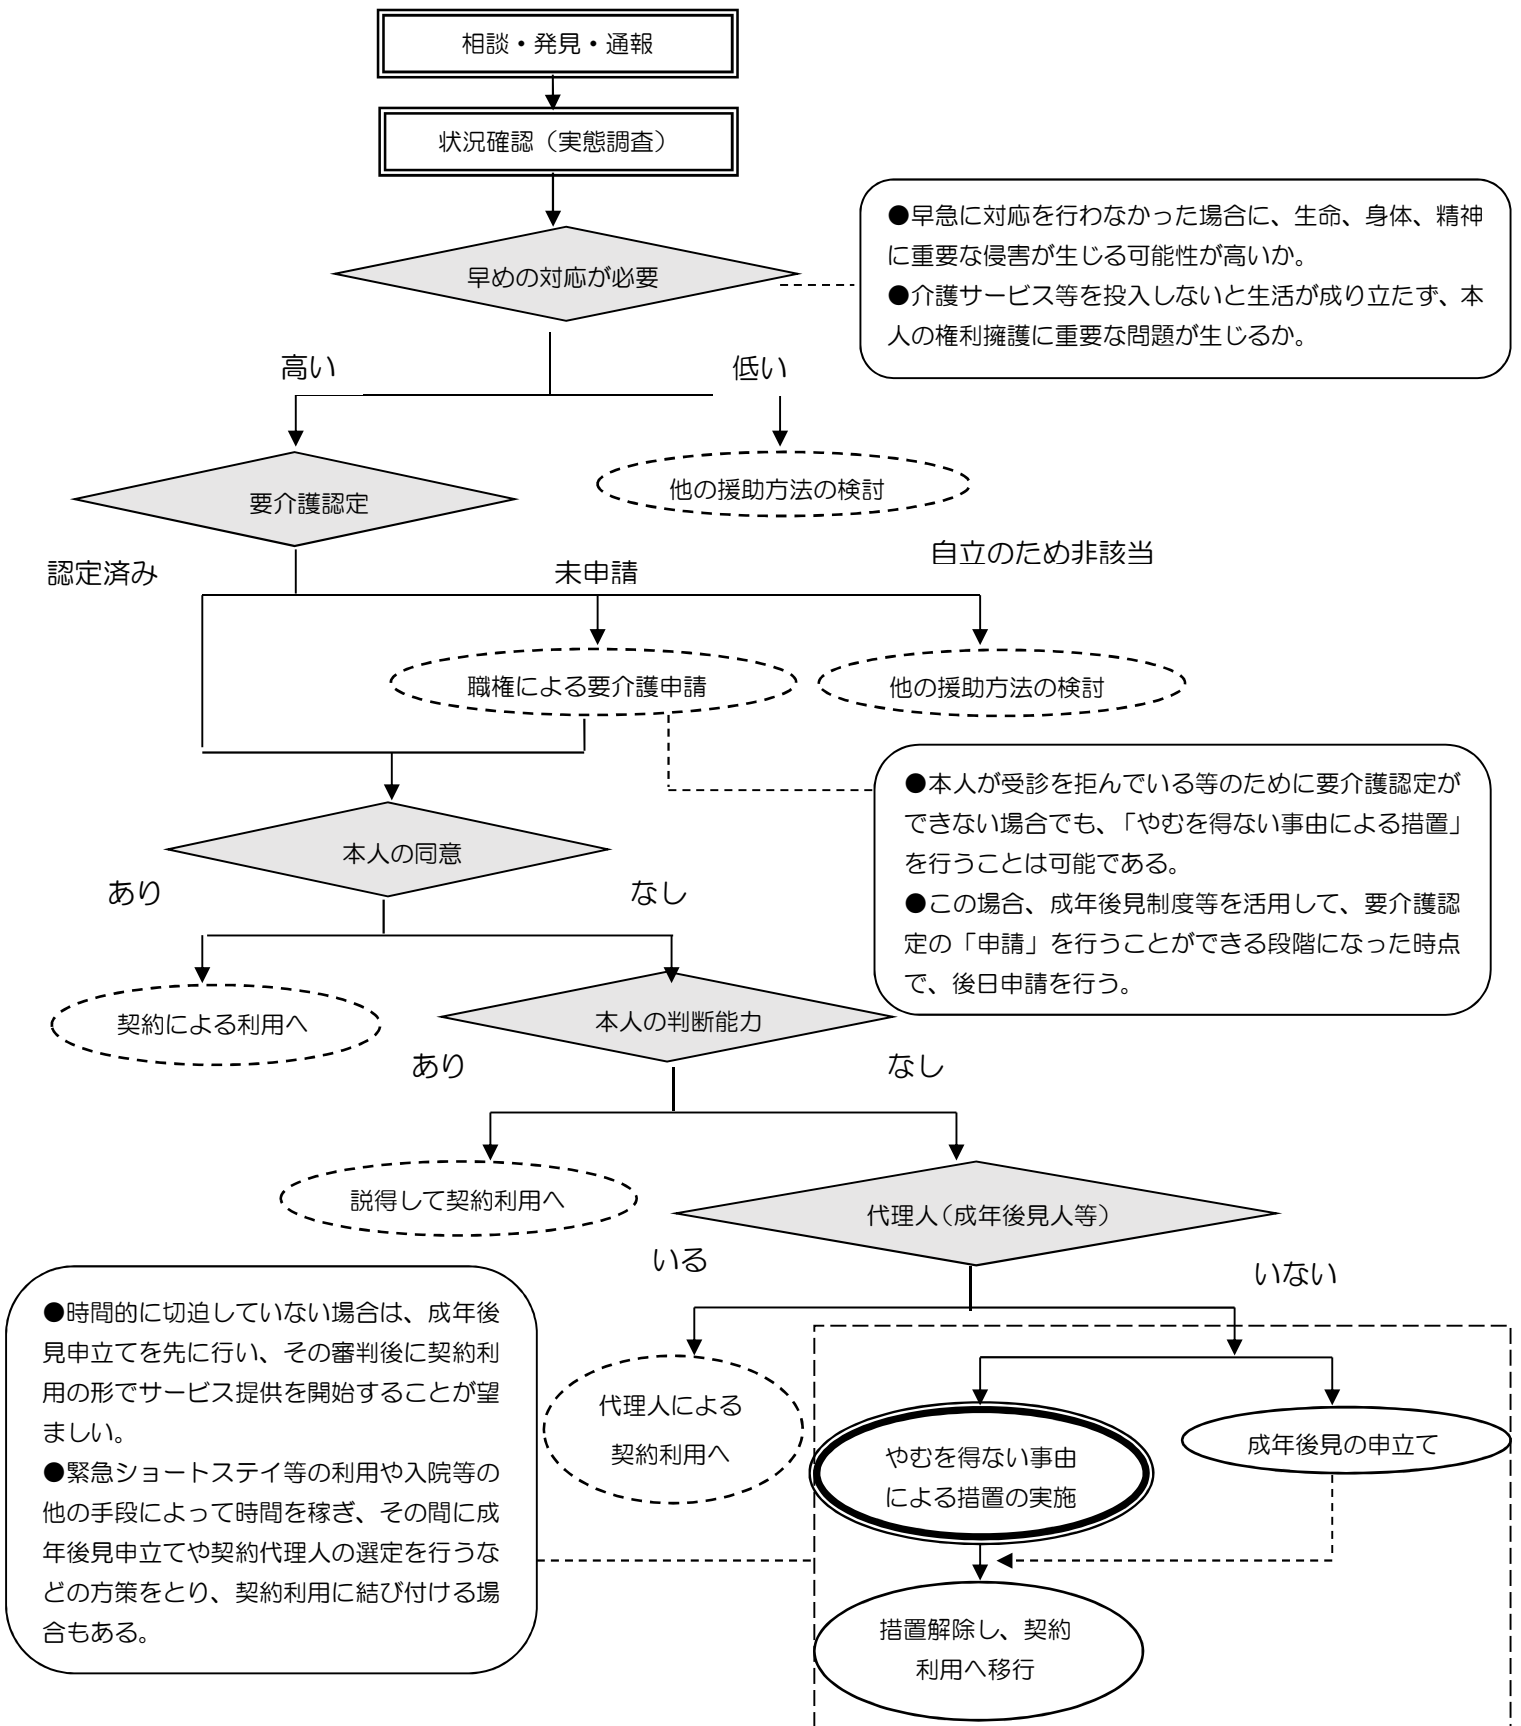 相談・発見・通報
状況確認（実態調査）
早めの対応が必要
●早急に対応を行わなかった場合に、生命、身体、精神
に重要な侵害が生じる可能性が高いか。
●介護サービス等を投入しないと生活が成り立たず、本
人の権利擁護に重要な問題が生じるか。
高い
低い
要介護認定
他の援助方法の検討
認定済み
未申請
自立のため非該当
職権による要介護申請
他の援助方法の検討
●本人が受診を拒んでいる等のために要介護認定が
できない場合でも、「やむを得ない事由による措置」
を行うことは可能である。
●この場合、成年後見制度等を活用して、要介護認
定の「申請」を行うことができる段階になった時点
で、後日申請を行う。
本人の同意
あり
なし
契約による利用へ
本人の判断能力
あり
なし
説得して契約利用へ
代理人（成年後見人等）
いる
いない
●時間的に切迫していない場合は、成年後
見申立てを先に行い、その審判後に契約利
用の形でサービス提供を開始することが望
ましい。
●緊急ショートステイ等の利用や入院等の
他の手段によって時間を稼ぎ、その間に成
年後見申立てや契約代理人の選定を行うな
どの方策をとり、契約利用に結び付ける場
合もある。
代理人による
契約利用へ
やむを得ない事由
による措置の実施
成年後見の申立て
措置解除し、契約
利用へ移行